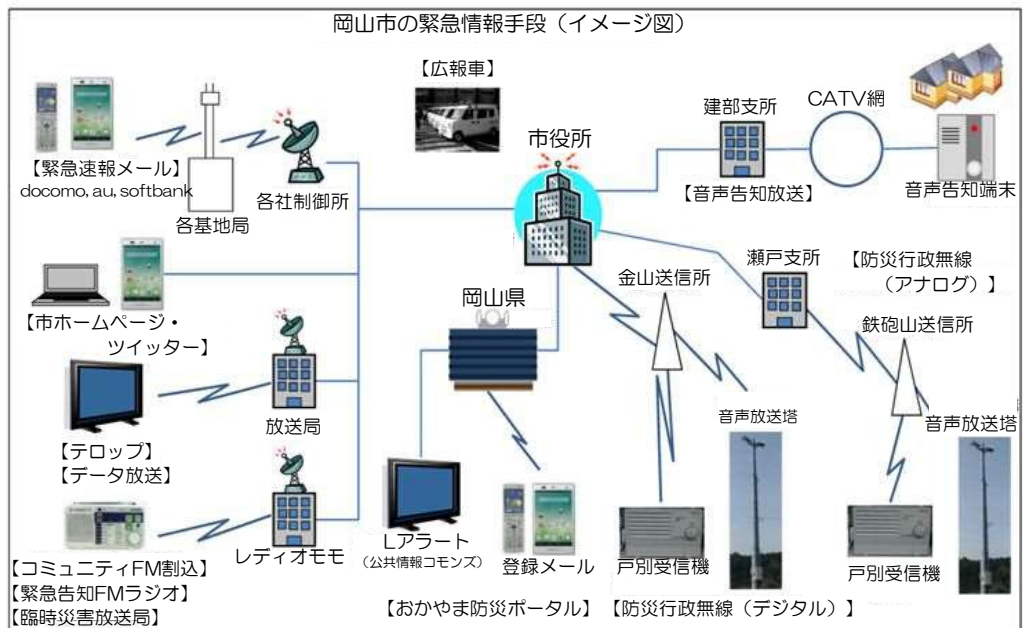 岡山市の緊急情報手段（イメージ図）
【広報車】
市役所
建部支所
CATV網
【緊急速報メール】
docomo, au, softbank
各基地局
各社制御所
【音声告知放送】
音声告知端末
【市ホームページ・
ツイッター】
岡山県
金山送信所
瀬戸支所
【防災行政無線
（アナログ）】
鉄砲山送信所
放送局
【テロップ】
【データ放送】
音声放送塔
音声放送塔
レディオモモ
Lアラート
（公共情報コモンズ）
登録メール
戸別受信機
戸別受信機
【コミュニティFM割込】
【緊急告知FMラジオ】
【臨時災害放送局】
【おかやま防災ポータル】
【防災行政無線（デジタル）】